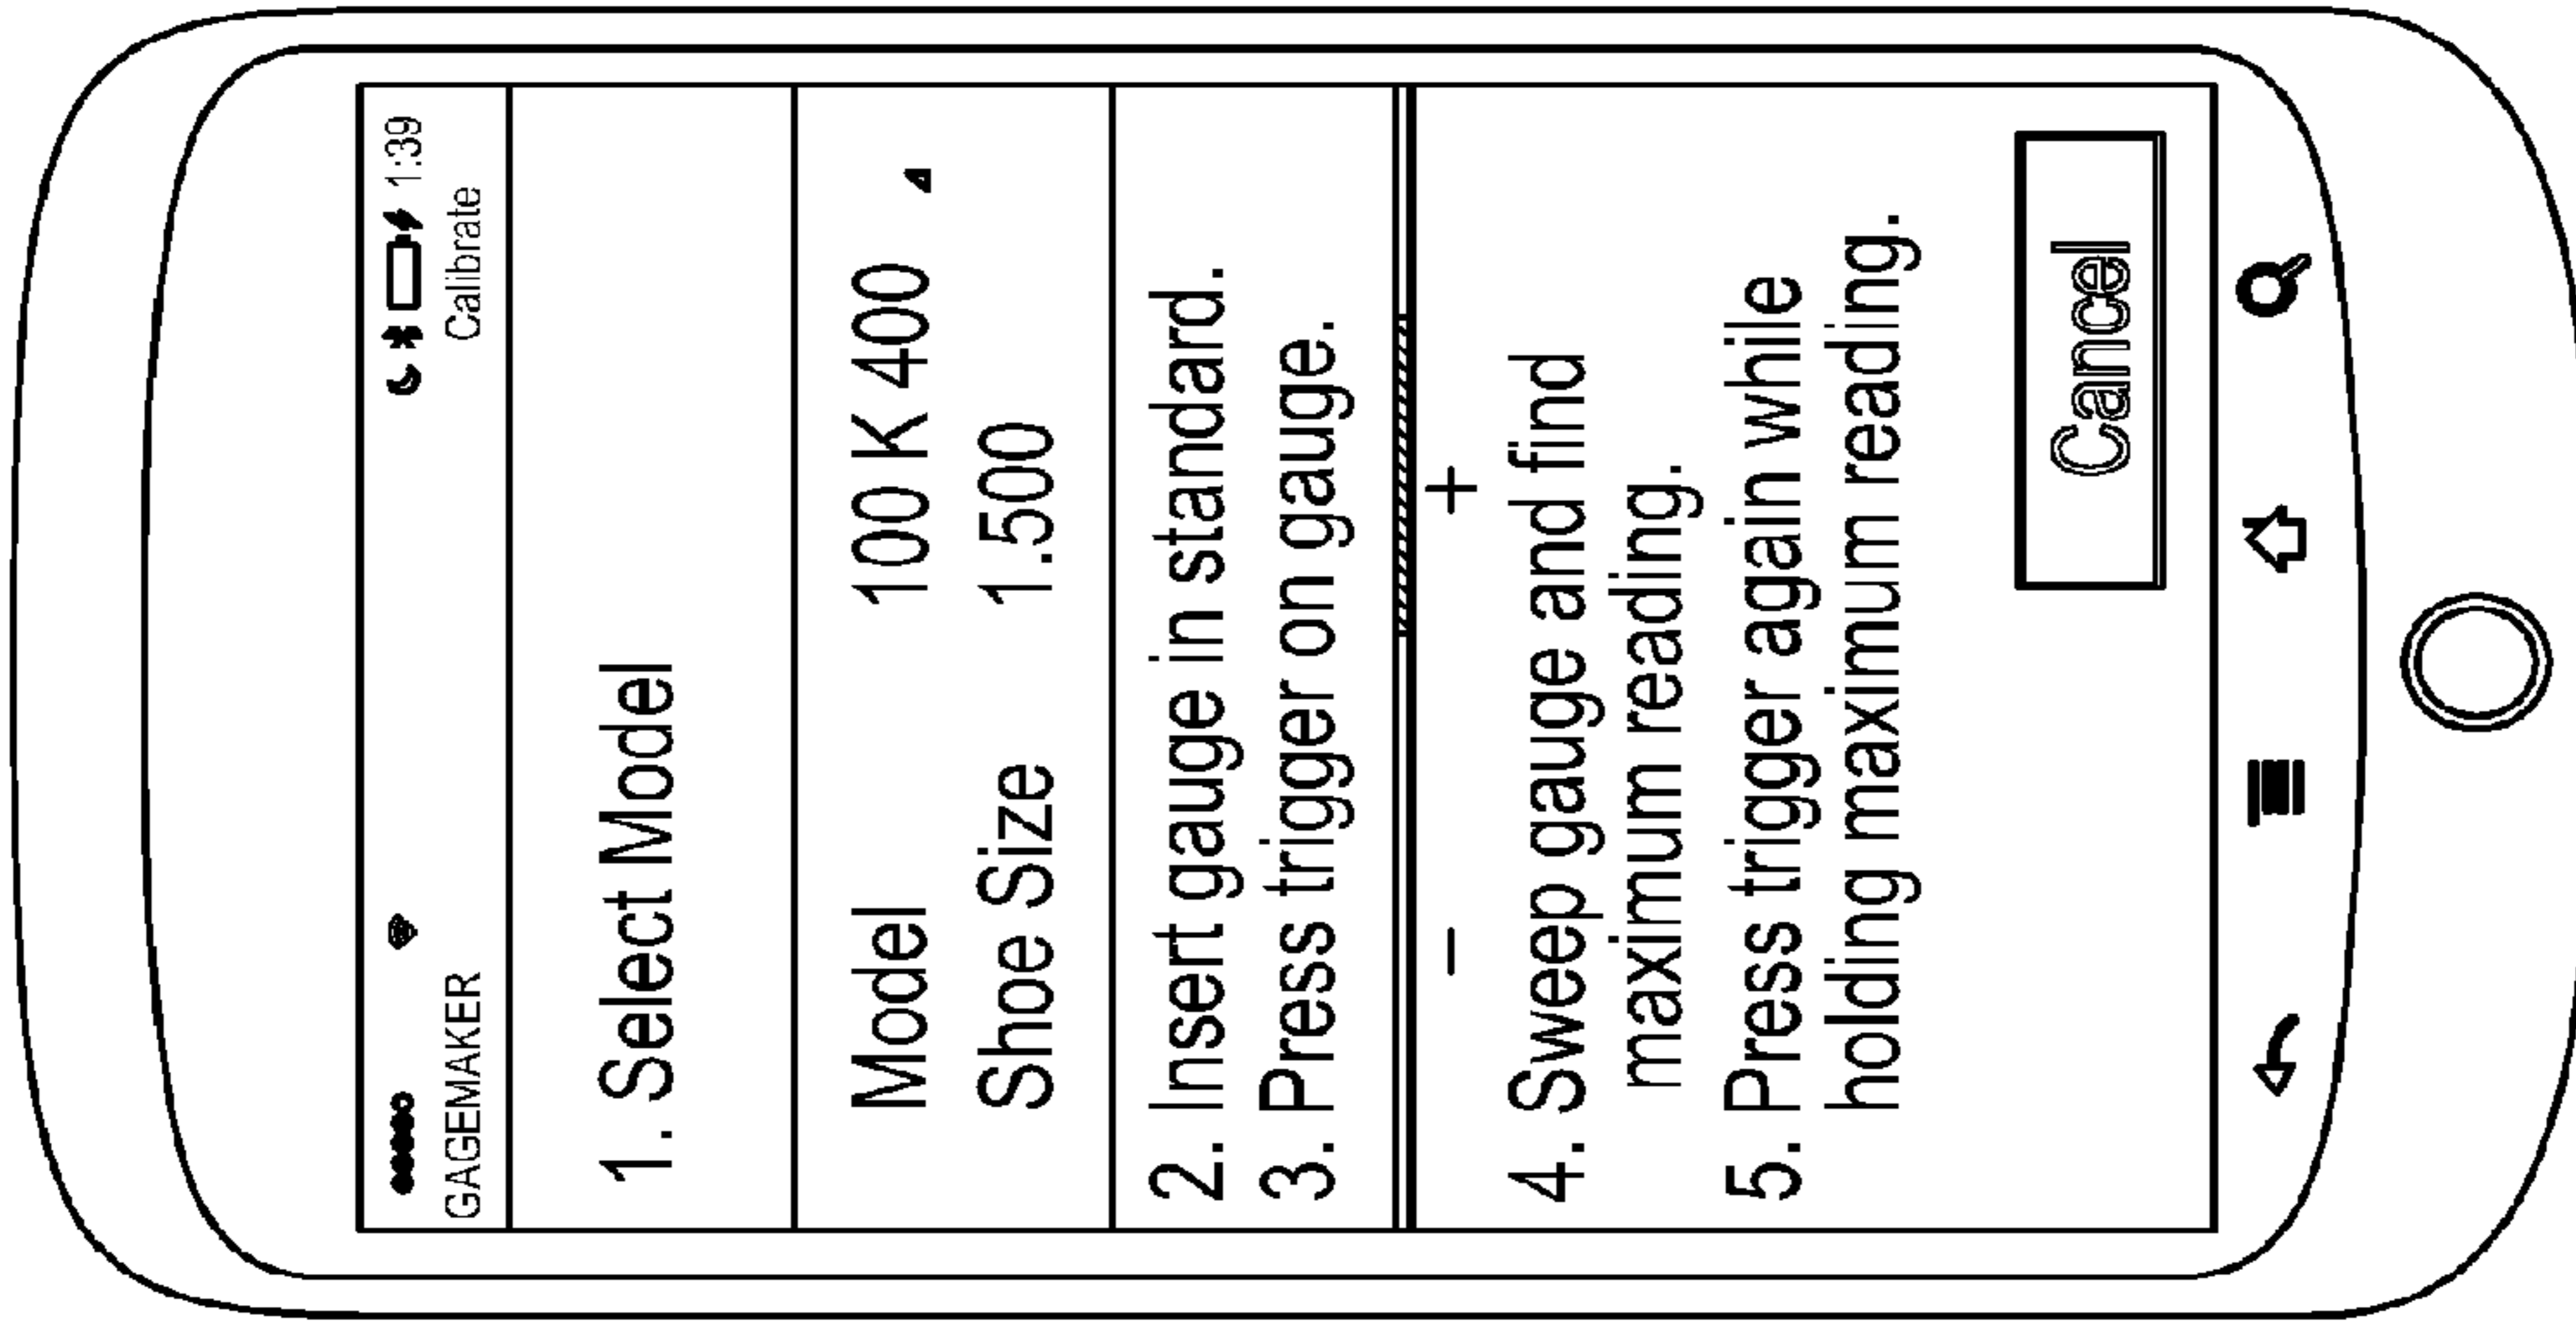 1:39
GAGEMAKER Calibrate
1. Select Model
Model 100 K 400
Shoe Size 1.500
2. Insert gauge in standard.
3. Press trigger on gauge.
− +
4. Sweep gauge and find
maximum reading.
5. Press trigger again while
holding maximum reading.
Cancel